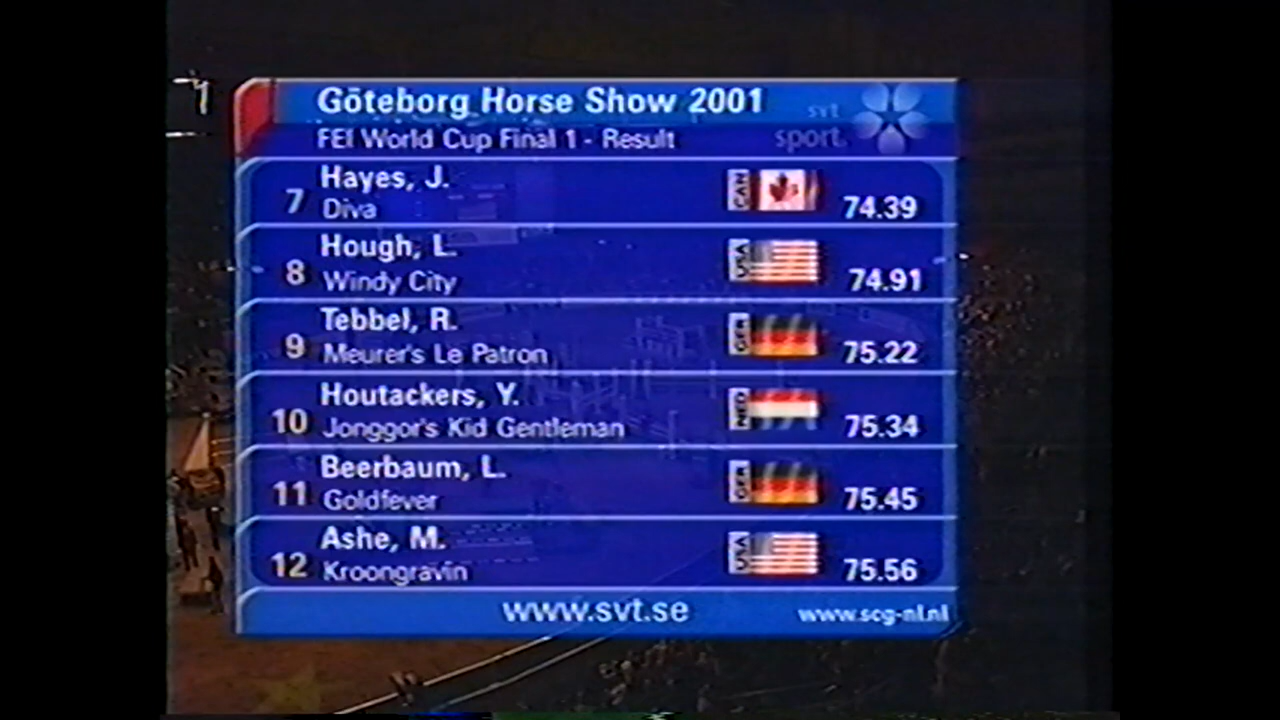 Göteborg Horse Show 2001
svt
FEI World Cup Final 1 - Result
sport.
Hayes, J.
7
Diva
CAN
74.39
Hough, L.
8
Windy City
USA
74.91
Tebbel, R.
9
Meurer's Le Patron
GER
75.22
Houtackers, Y.
10
Jonggor's Kid Gentleman
NED
75.34
Beerbaum, L.
11
Goldfever
GER
75.45
Ashe, M.
12
Kroongravin
USA
75.56
www.svt.se
www.scg-nl.nl